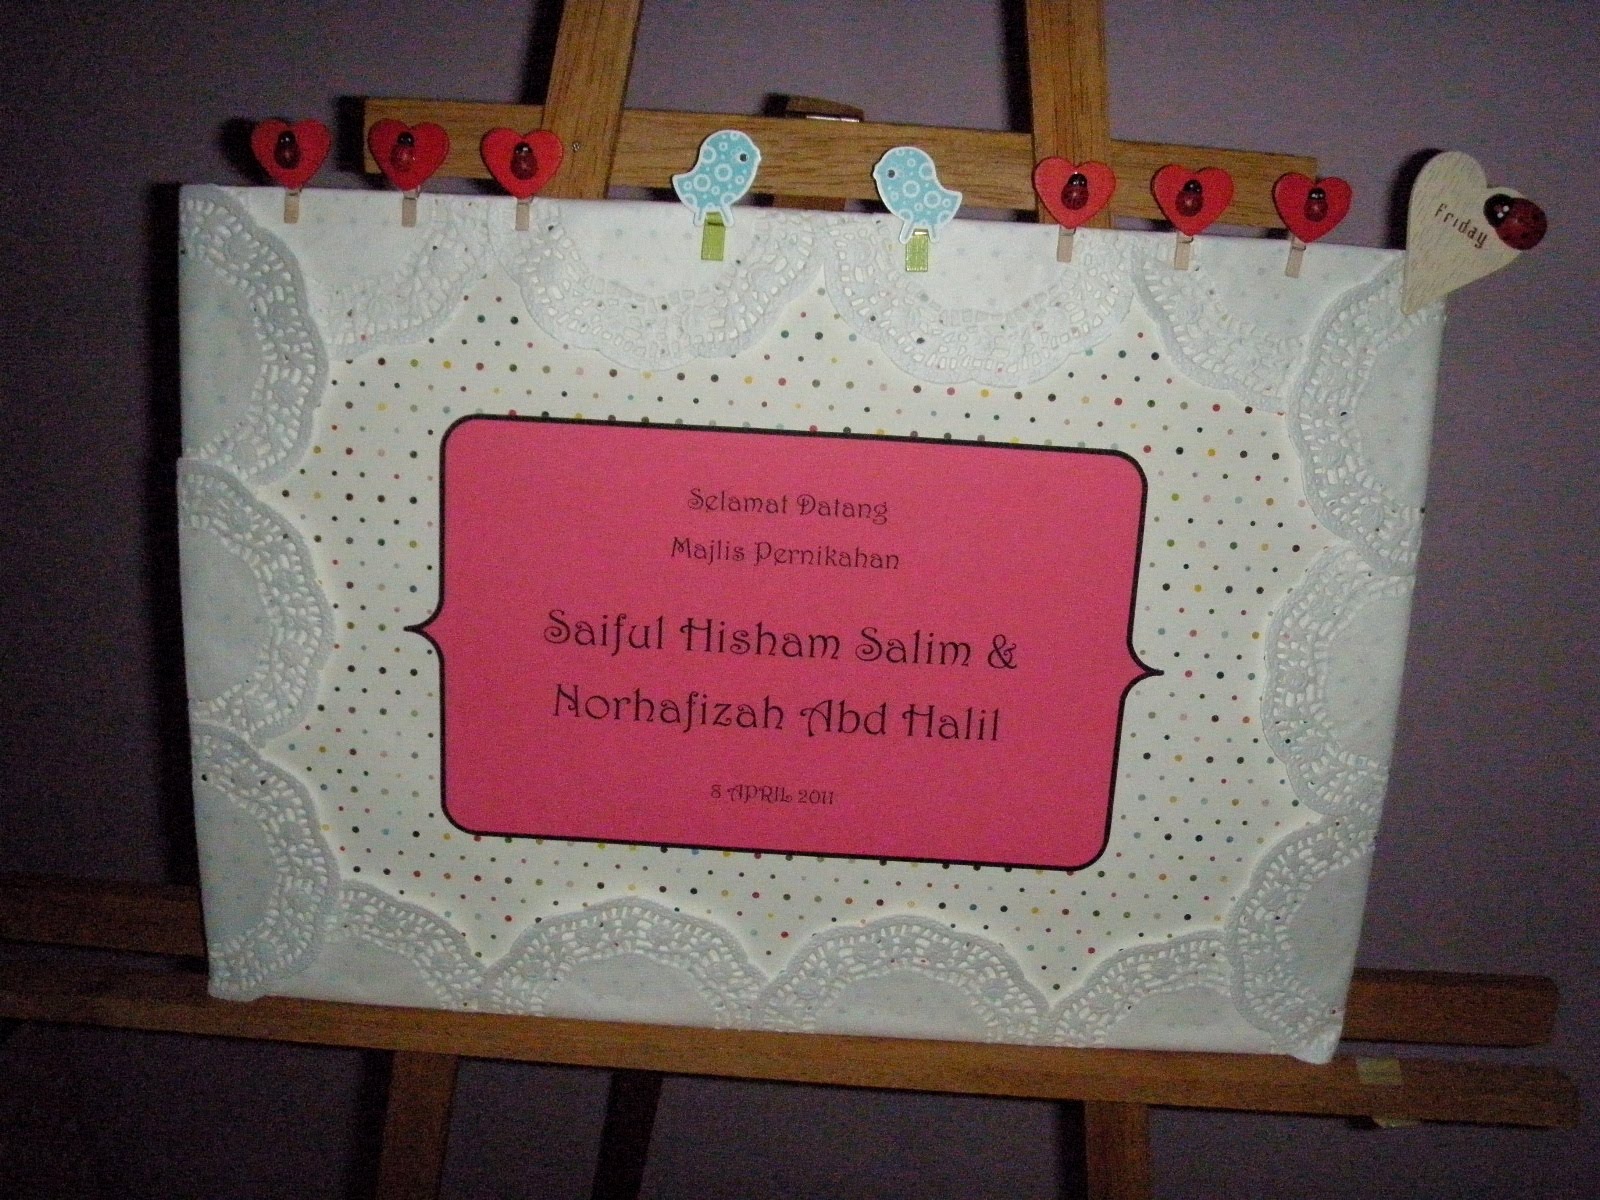 Friday
Selamat Datang
Majlis Pernikahan
Saiful Hisham Salim &
Norhafizah Abd Halil
8 APRIL 2011